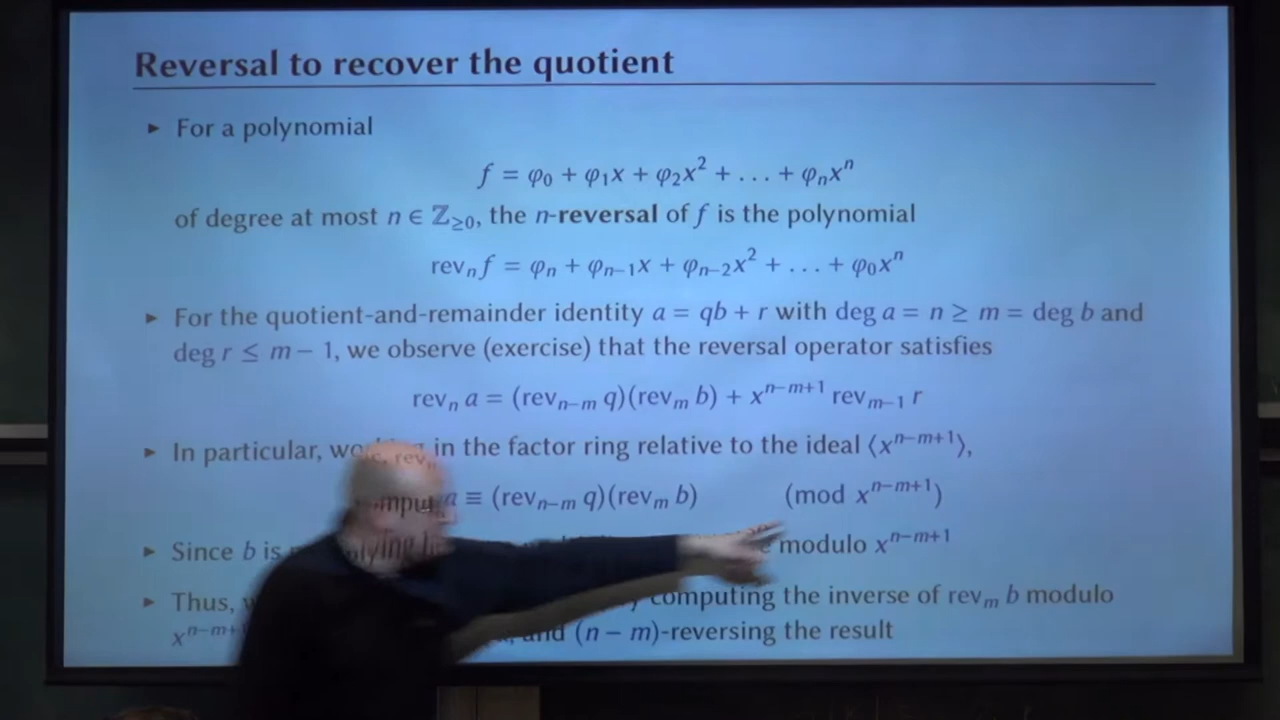 Reversal to recover the quotient
▸ For a polynomial
f = φ₀ + φ₁x + φ₂x² + . . . + φₙxⁿ
of degree at most n ∈ ℤ≥₀, the n-reversal of f is the polynomial
revₙ f = φₙ + φₙ₋₁x + φₙ₋₂x² + . . . + φ₀xⁿ
▸ For the quotient-and-remainder identity a = qb + r with deg a = n ≥ m = deg b and
deg r ≤ m − 1, we observe (exercise) that the reversal operator satisfies
revₙ a = (revₙ₋ₘ q)(revₘ b) + xⁿ⁻ᵐ⁺¹ revₘ₋₁ r
▸ In particular, in the factor ring relative to the ideal ⟨xⁿ⁻ᵐ⁺¹⟩,
a ≡ (revₙ₋ₘ q)(revₘ b) (mod xⁿ⁻ᵐ⁺¹)
▸ Since b is modulo xⁿ⁻ᵐ⁺¹
▸ Thus, computing the inverse of revₘ b modulo
xⁿ⁻ᵐ⁺¹ and (n − m)-reversing the result